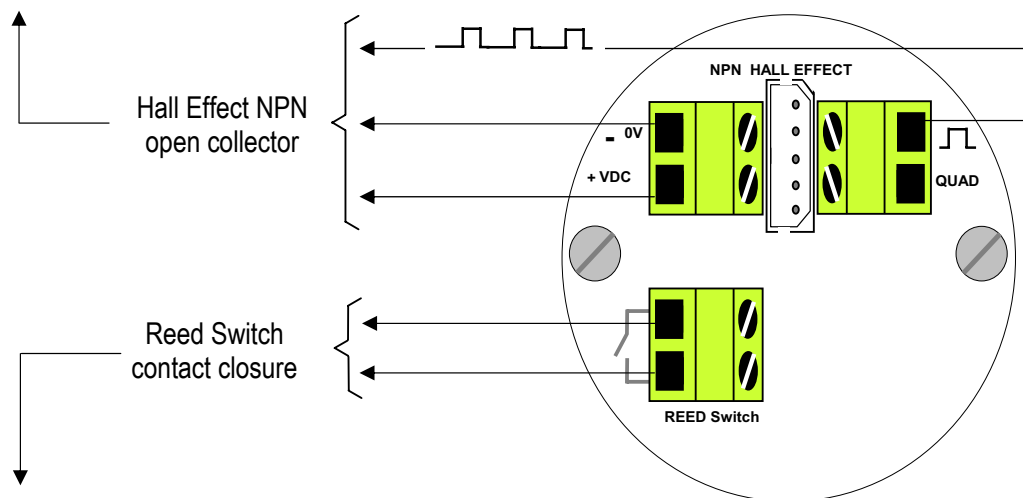 Hall Effect NPN
open collector
NPN HALL EFFECT
- 0V
+ VDC
QUAD
Reed Switch
contact closure
REED Switch